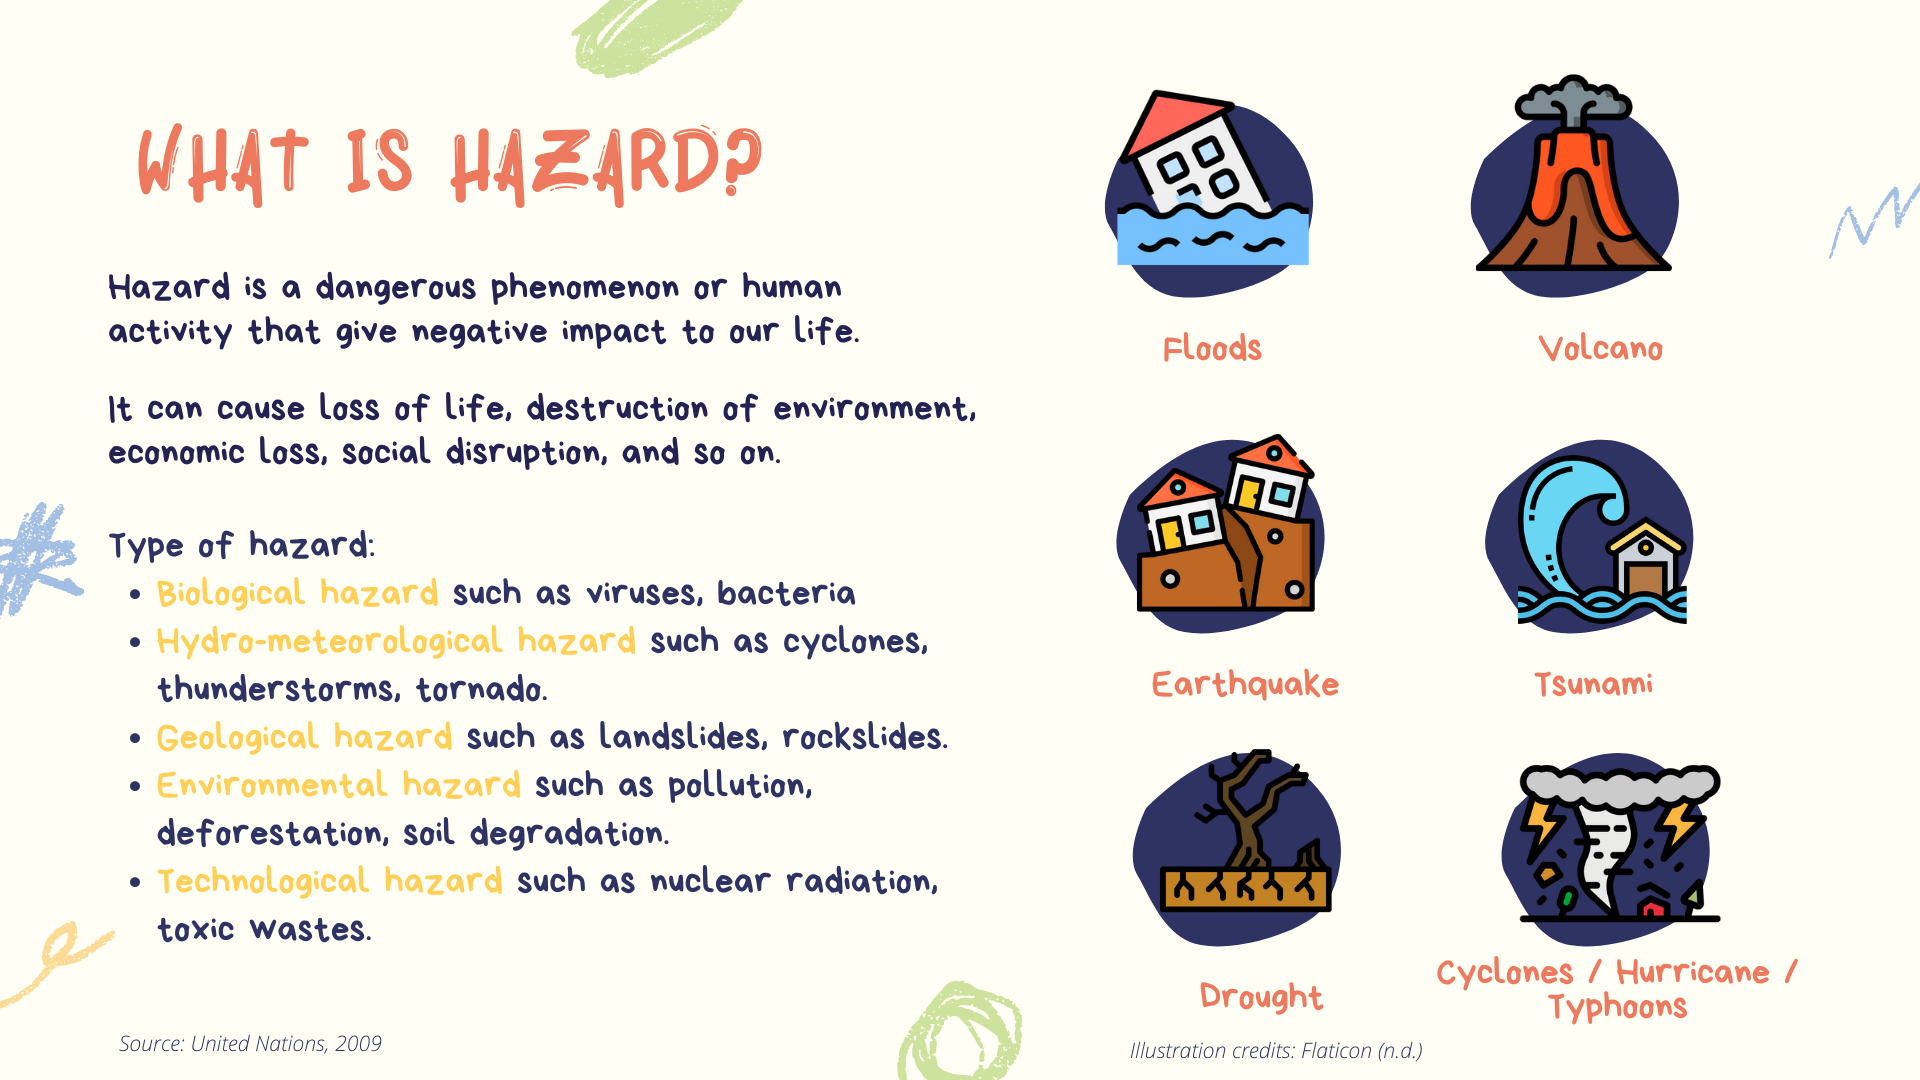 WHAT IS HAZARD?
Hazard is a dangerous phenomenon or human
activity that give negative impact to our life.
It can cause loss of life, destruction of environment,
economic loss, social disruption, and so on.
Type of hazard:
• Biological hazard such as viruses, bacteria
• Hydro-meteorological hazard such as cyclones,
thunderstorms, tornado.
• Geological hazard such as landslides, rockslides.
• Environmental hazard such as pollution,
deforestation, soil degradation.
• Technological hazard such as nuclear radiation,
toxic wastes.
Source: United Nations, 2009
Floods
Volcano
Earthquake
Tsunami
Drought
Cyclones / Hurricane /
Typhoons
Illustration credits: Flaticon (n.d.)